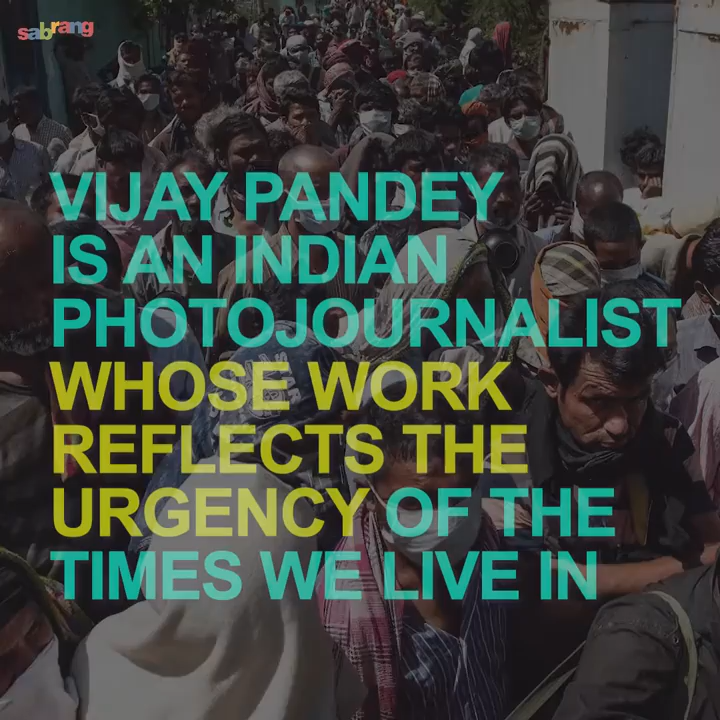 sabrang
VIJAY PANDEY
IS AN INDIAN
PHOTOJOURNALIST
WHOSE WORK
REFLECTS THE
URGENCY OF THE
TIMES WE LIVE IN